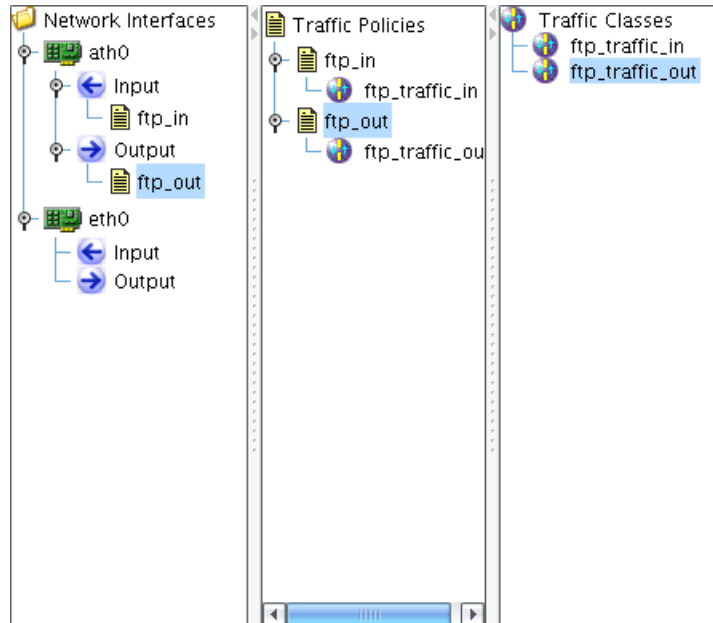 Network Interfaces
ath0
Input
ftp_in
Output
ftp_out
eth0
Input
Output
Traffic Policies
ftp_in
ftp_traffic_in
ftp_out
ftp_traffic_ou
Traffic Classes
ftp_traffic_in
ftp_traffic_out